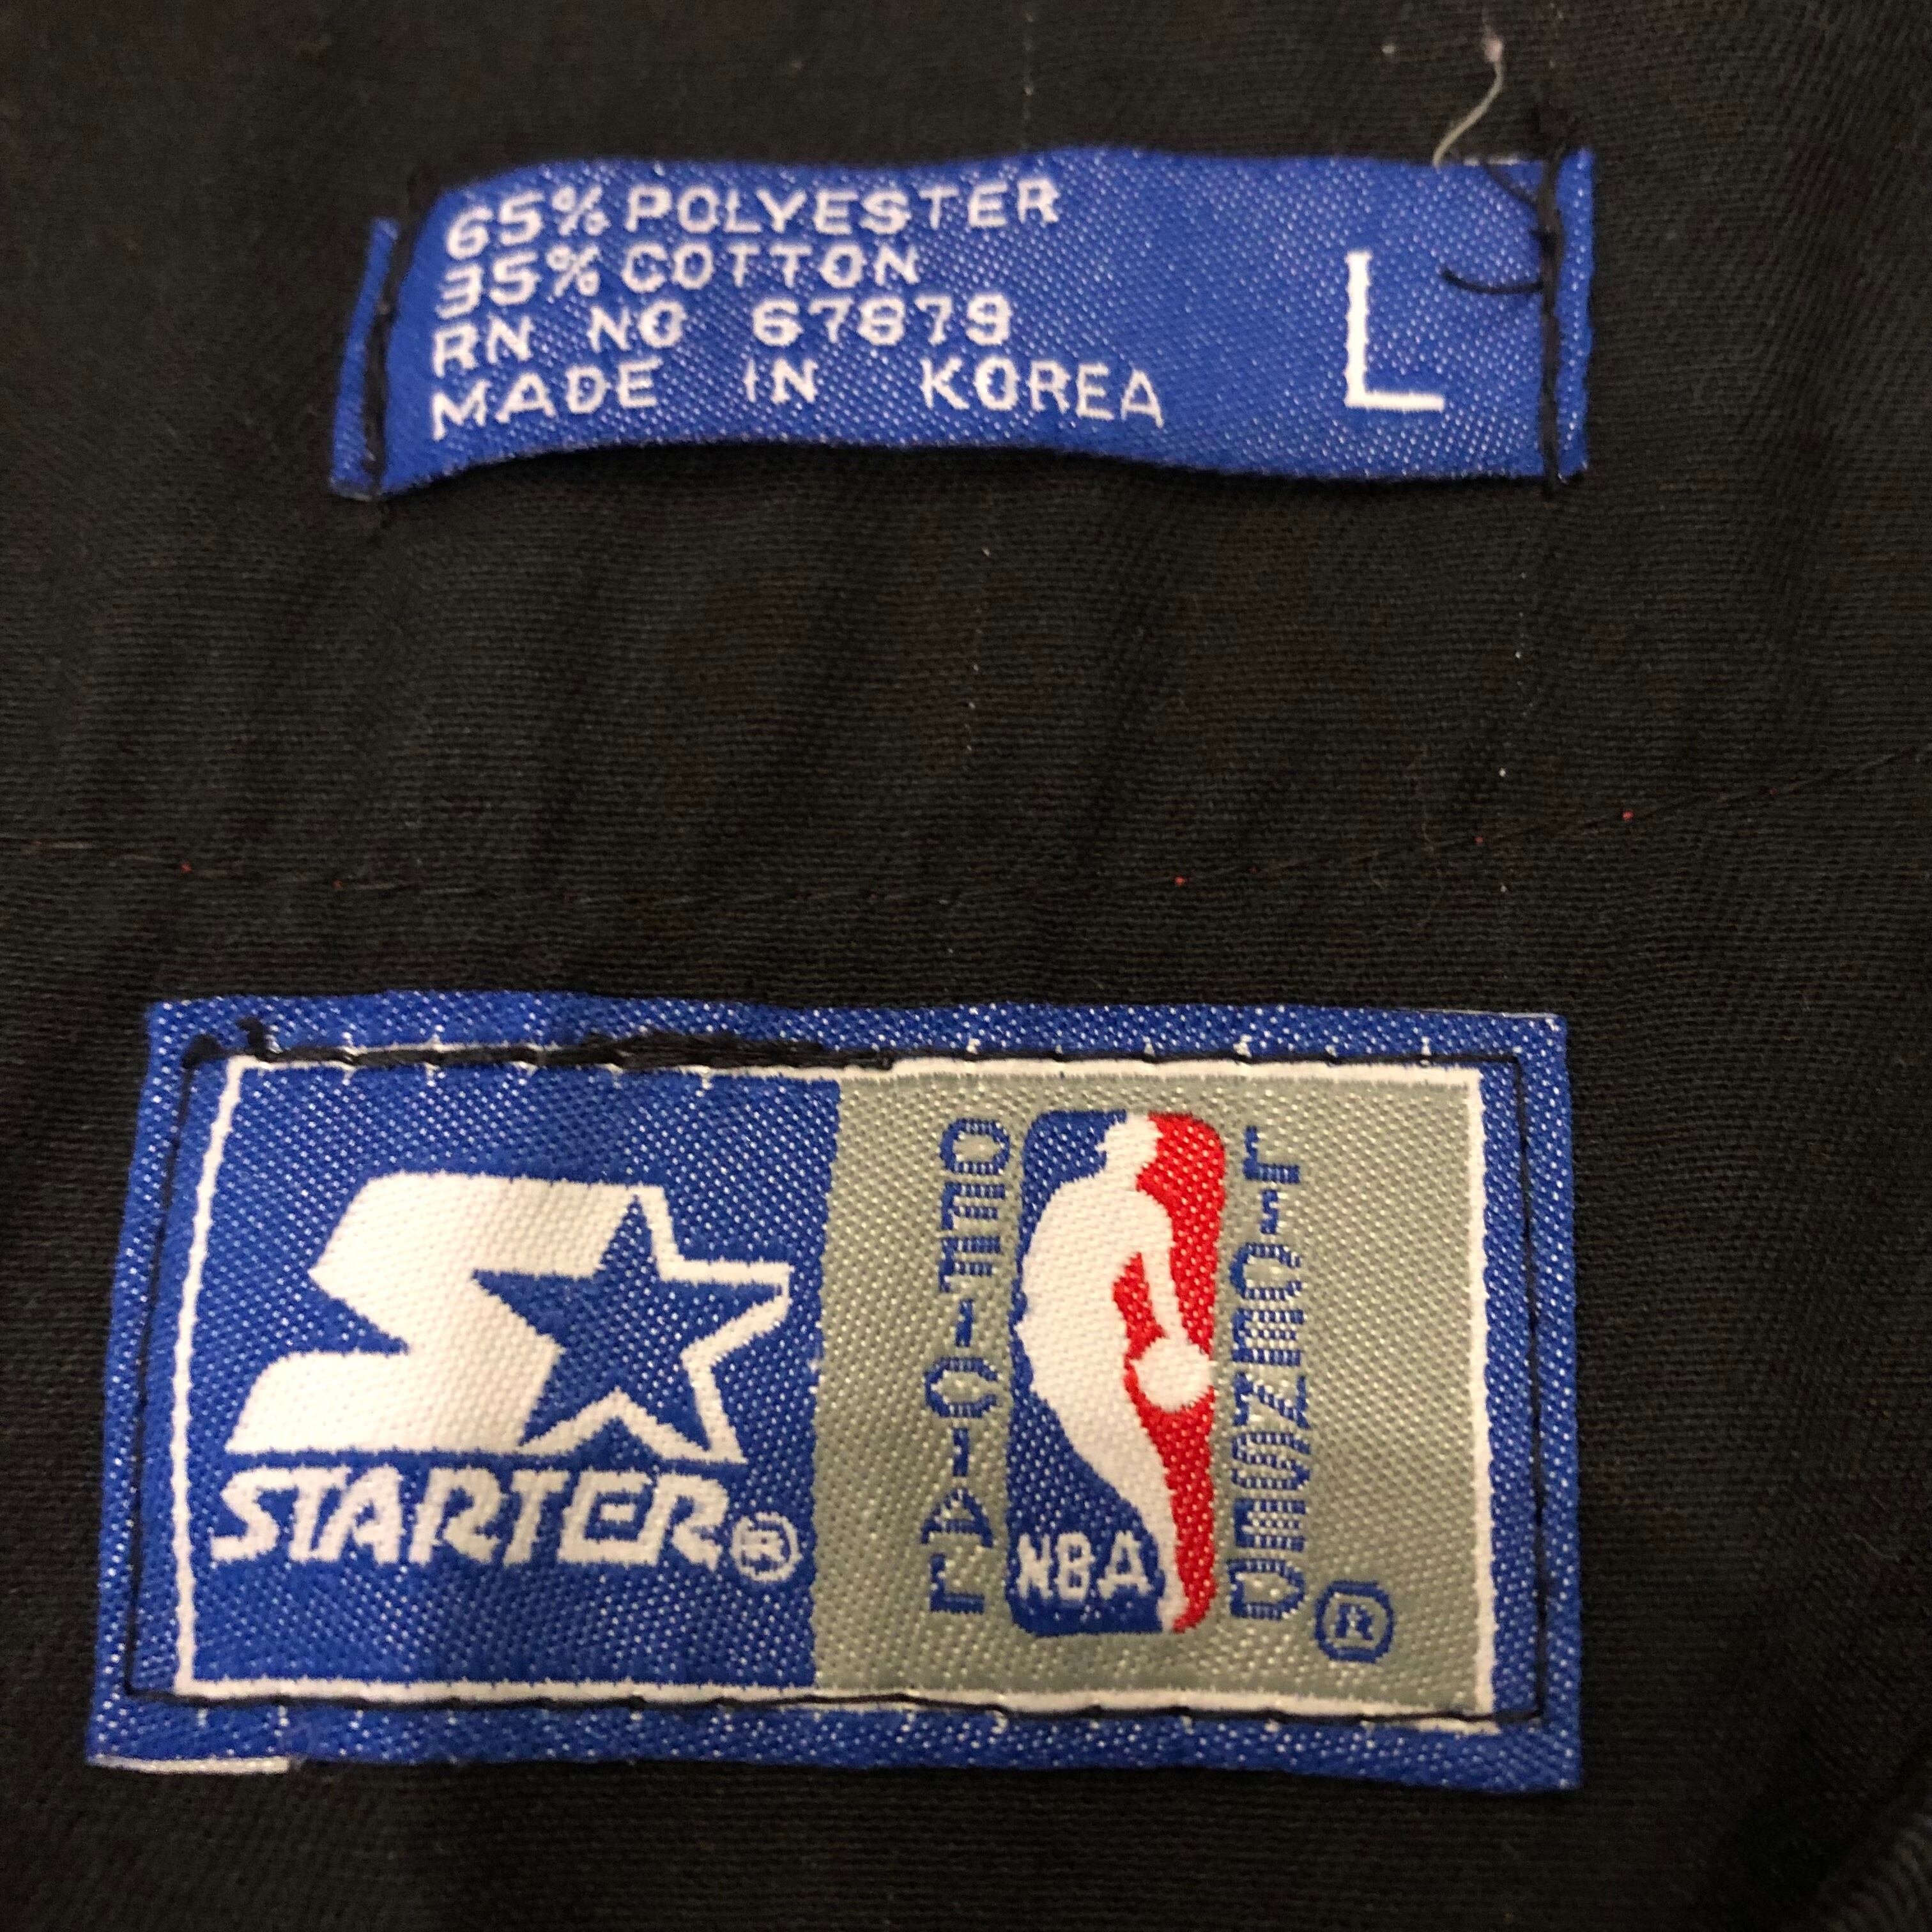 65% POLYESTER
35% COTTON
RN NO 67879
MADE IN KOREA
L
STARTER®
OFFICIAL
NBA
LICENSED
®